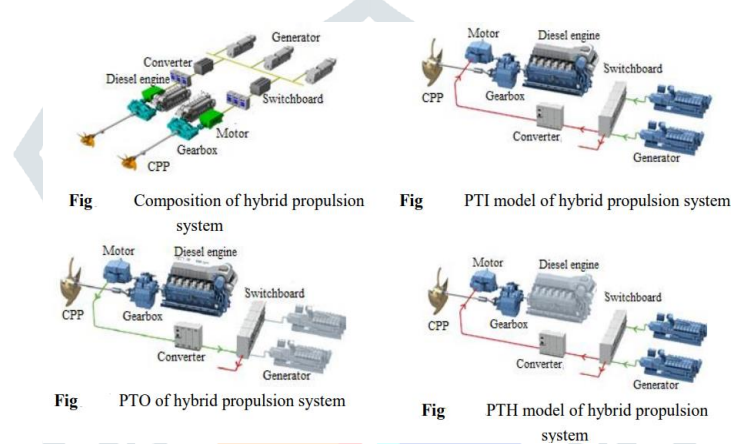 Generator
Converter
Diesel engine
Switchboard
Motor
Gearbox
CPP
Fig Composition of hybrid propulsion
system
Motor
Diesel engine
Switchboard
CPP
Gearbox
Converter
Generator
Fig PTI model of hybrid propulsion system
Motor
Diesel engine
Switchboard
CPP
Gearbox
Converter
Generator
Fig PTO of hybrid propulsion system
Motor
Diesel engine
Switchboard
CPP
Gearbox
Converter
Generator
Fig PTH model of hybrid propulsion
system